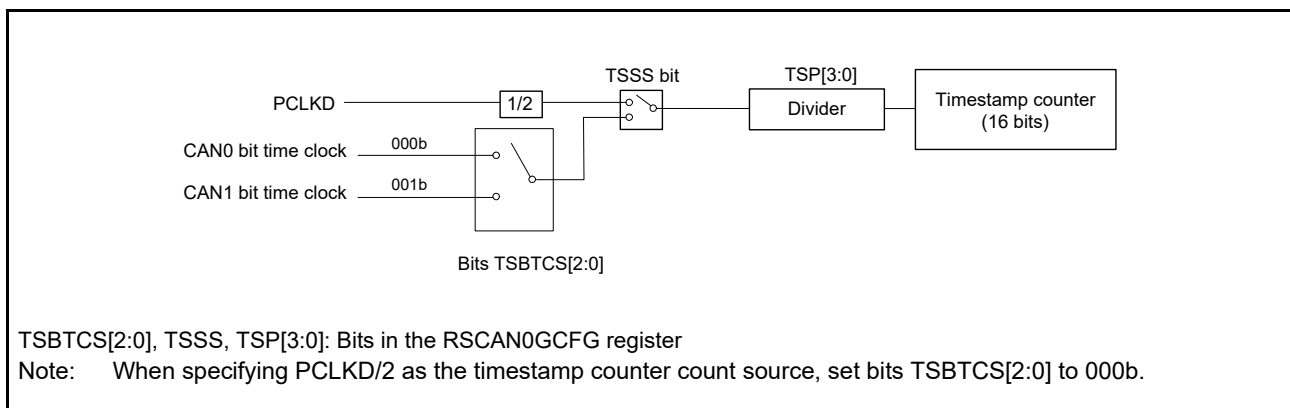 TSSS bit
TSP[3:0]
PCLKD
1/2
Divider
Timestamp counter
(16 bits)
CAN0 bit time clock
000b
CAN1 bit time clock
001b
Bits TSBTCS[2:0]
TSBTCS[2:0], TSSS, TSP[3:0]: Bits in the RSCAN0GCFG register
Note: When specifying PCLKD/2 as the timestamp counter count source, set bits TSBTCS[2:0] to 000b.